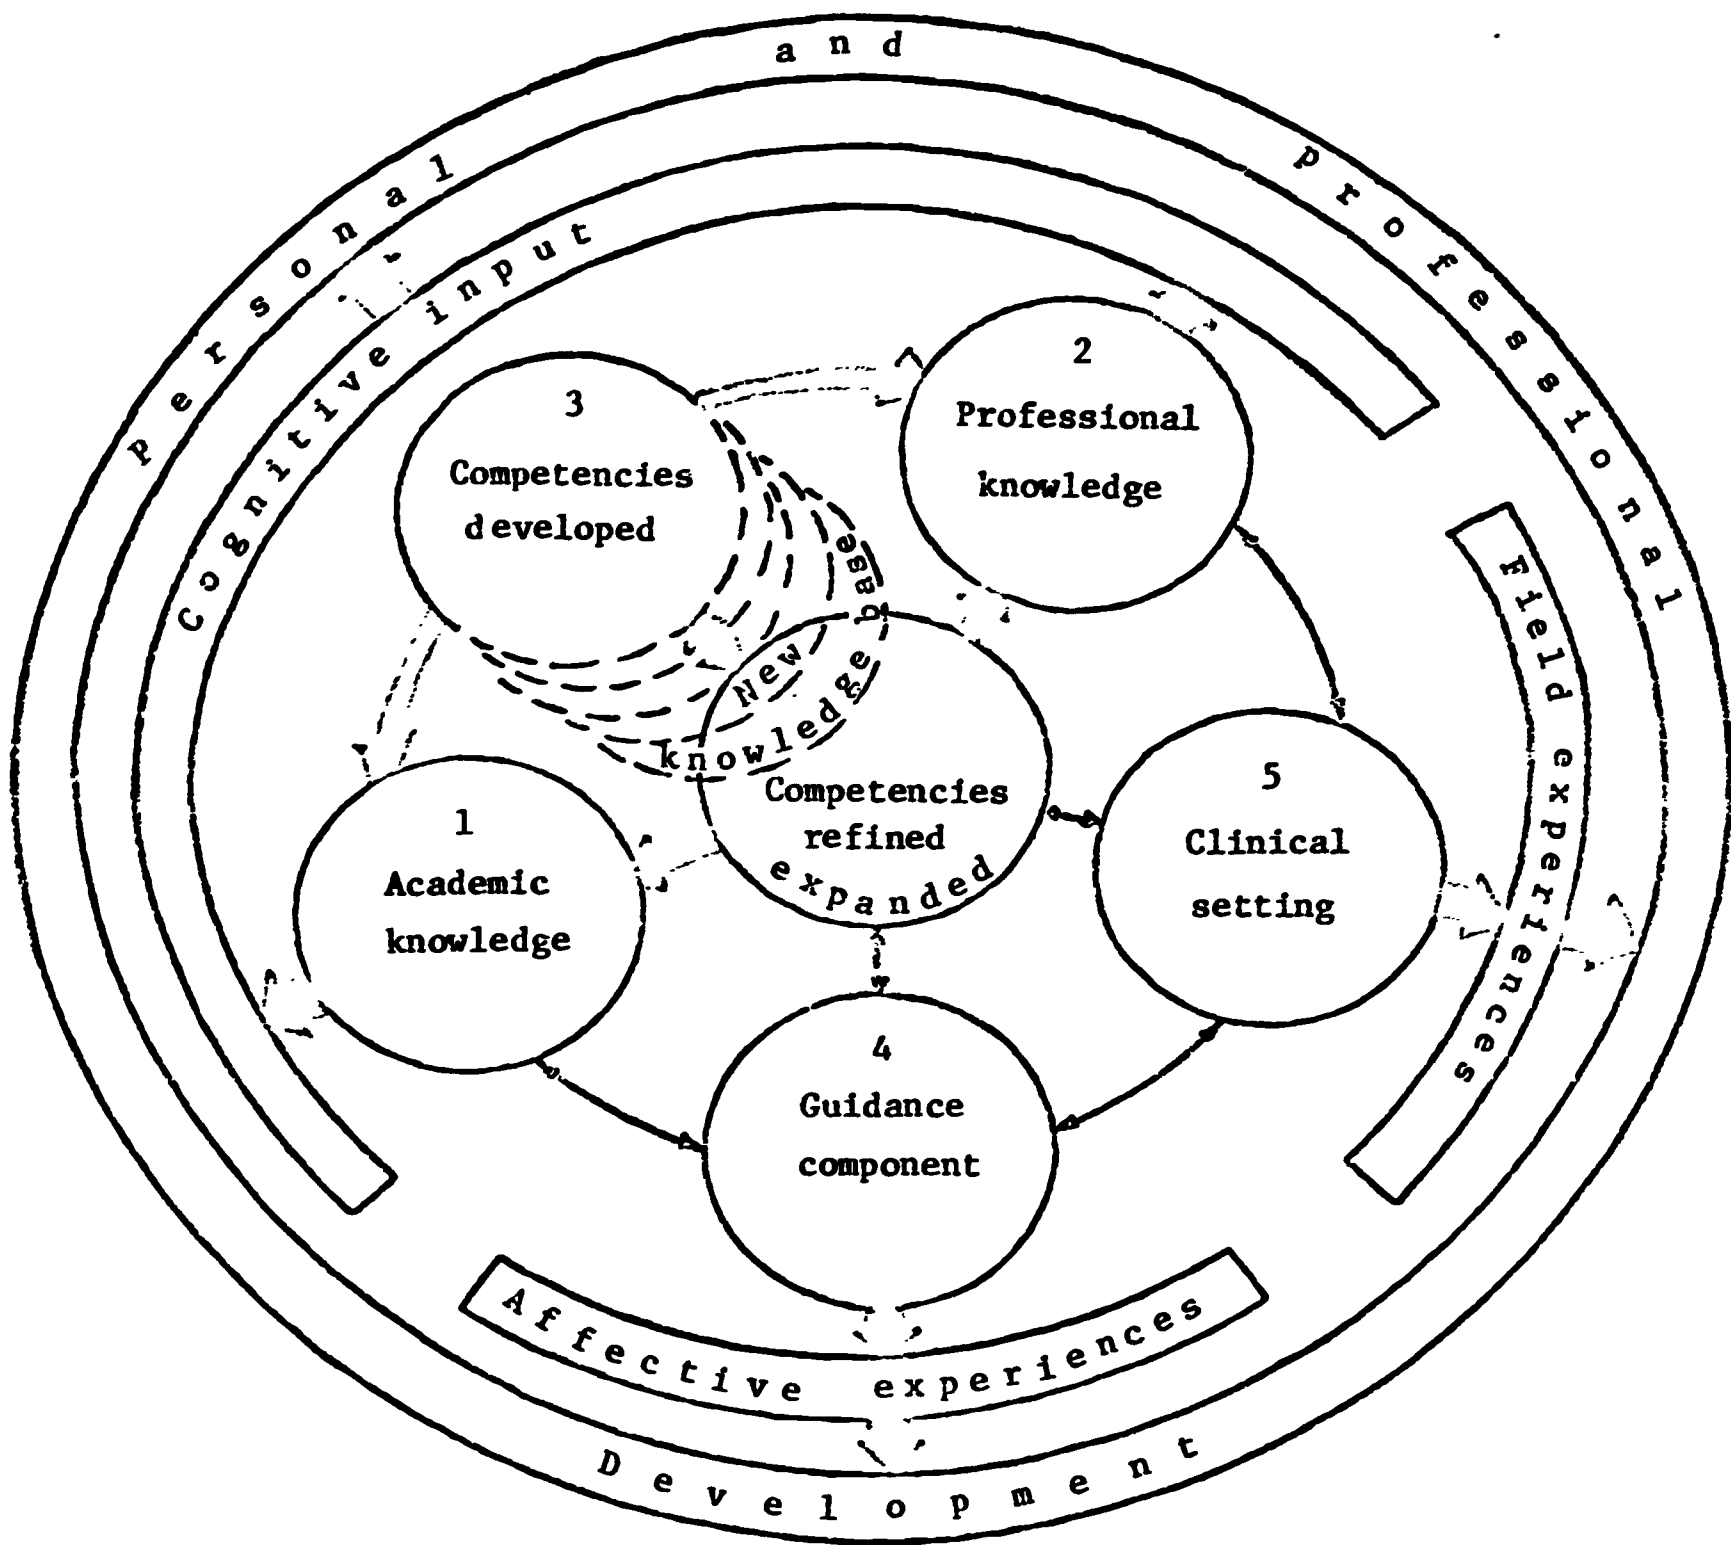 Personal and professional
Development
Cognitive input
Field experiences
Affective experiences
3
Competencies
developed
2
Professional
knowledge
New
knowledge base
Competencies
refined
expanded
1
Academic
knowledge
5
Clinical
setting
4
Guidance
component